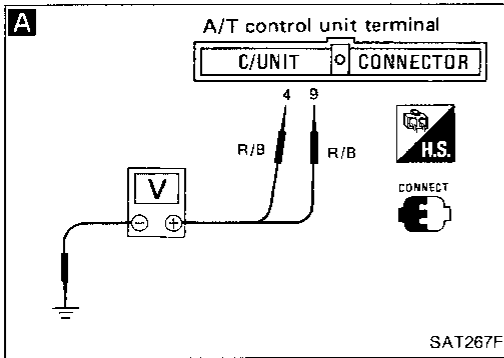 A
A/T control unit terminal
C/UNIT CONNECTOR
4 9
R/B R/B
H.S.
V
CONNECT
SAT267F